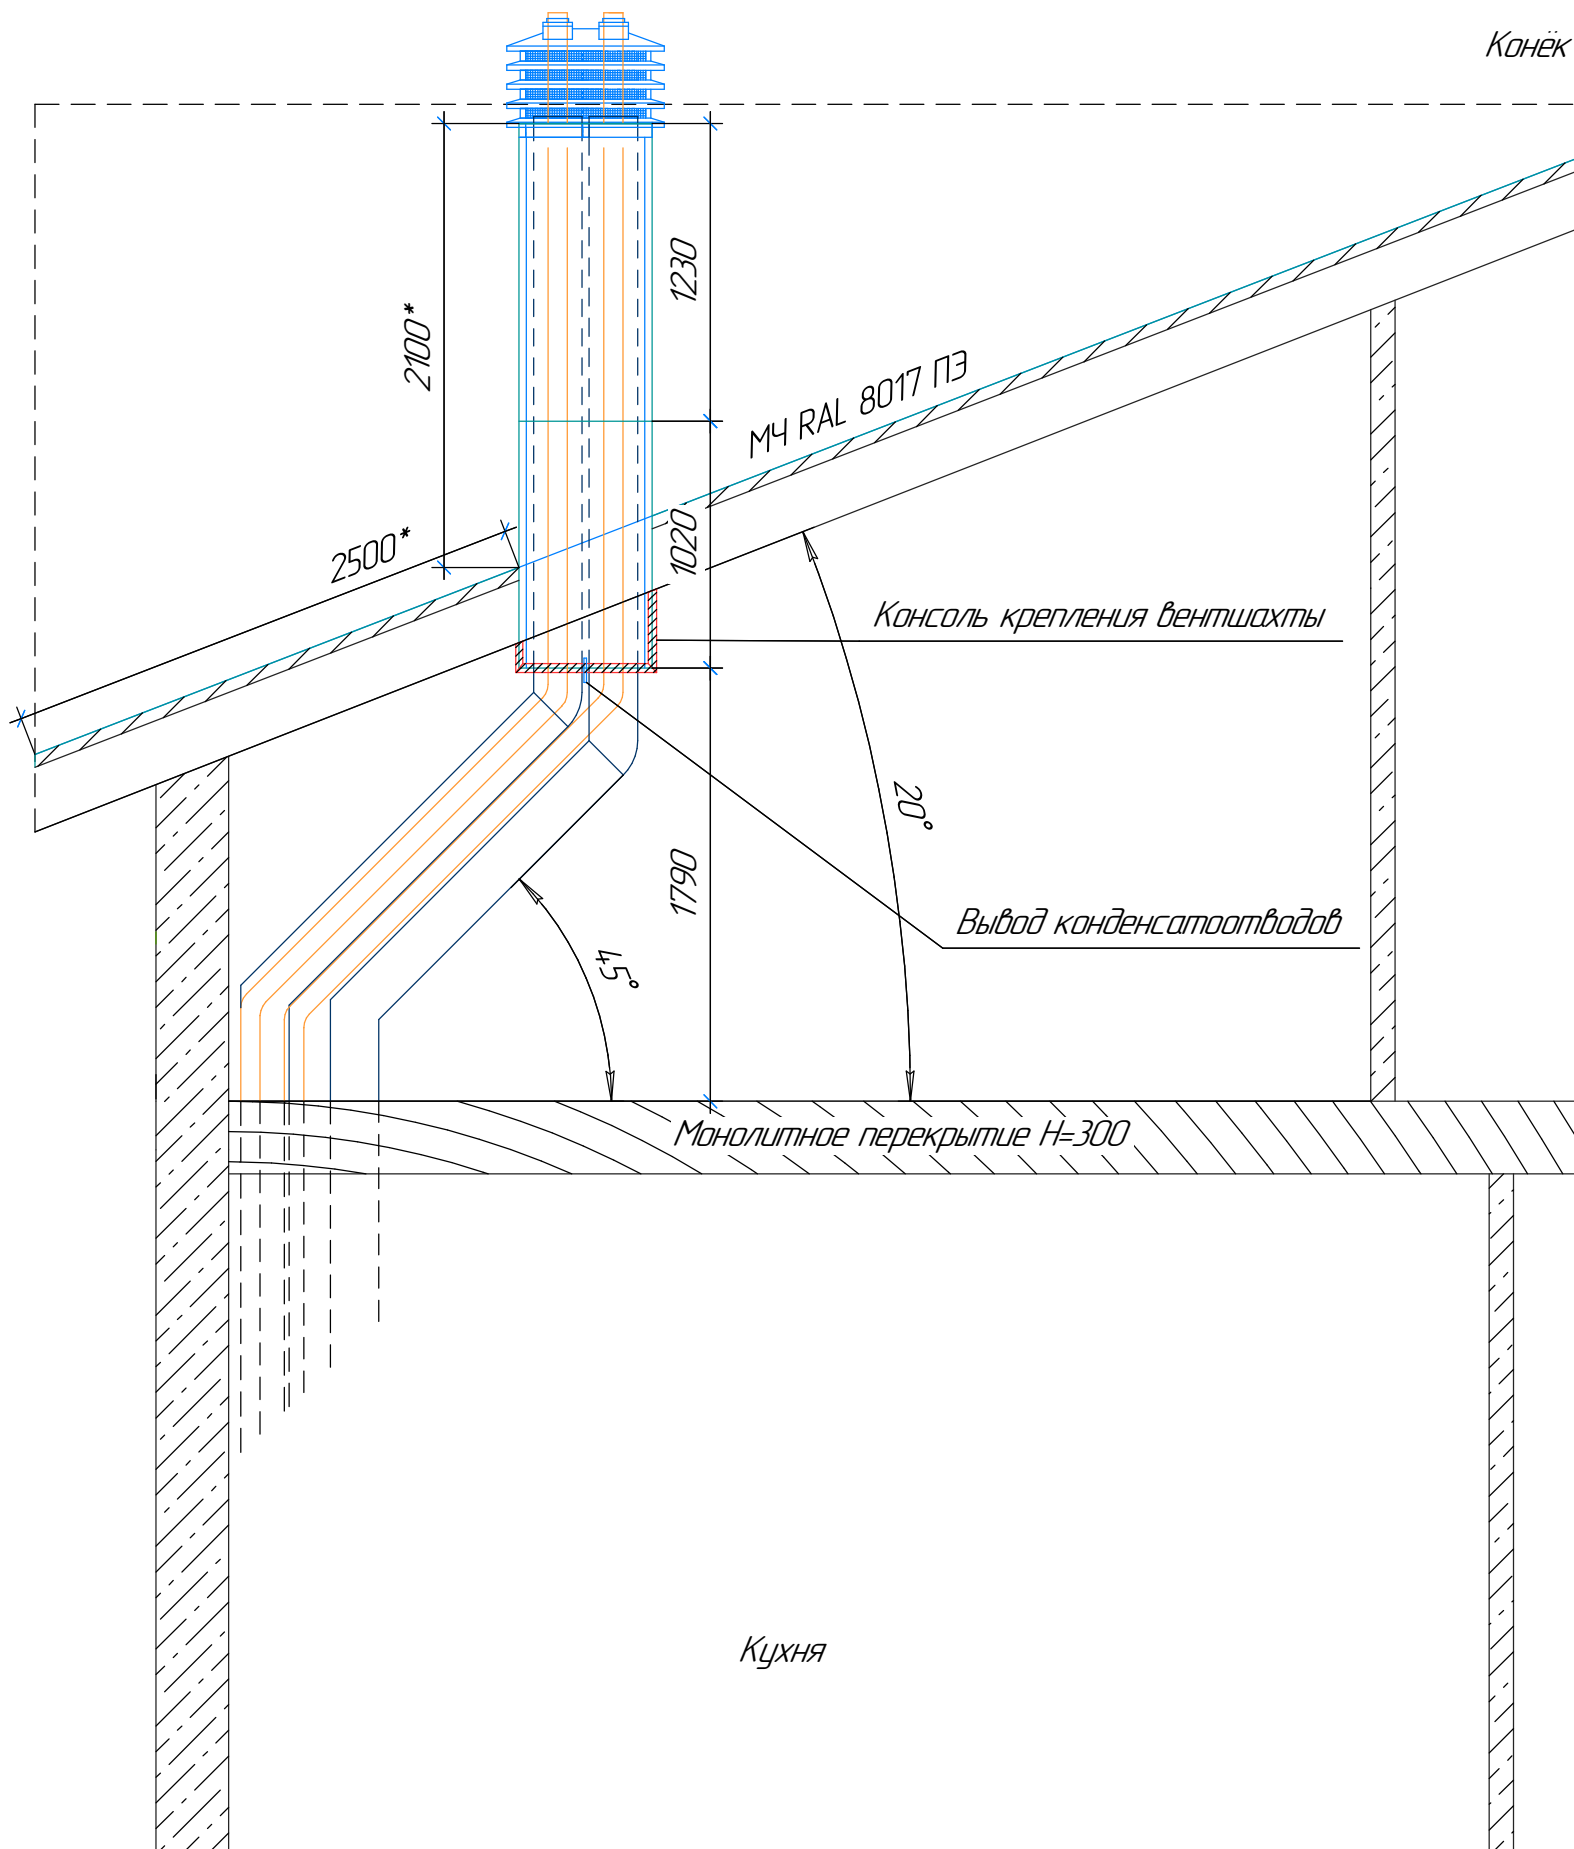 Конёк
1230
2100*
МЧ RAL 8017 ПЭ
2500*
1020
Консоль крепления вентшахты
20°
1790
Вывод конденсатоотводов
45°
Монолитное перекрытие Н=300
Кухня